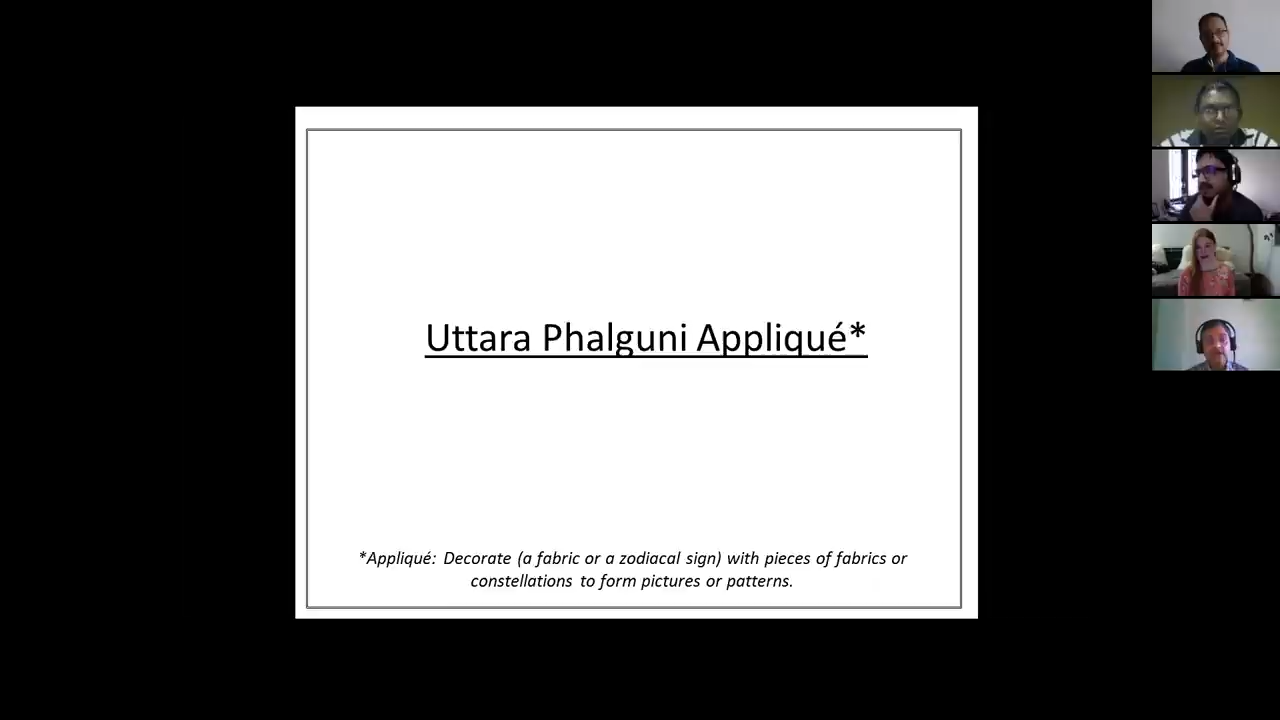 Uttara Phalguni Appliqué*
*Appliqué: Decorate (a fabric or a zodiacal sign) with pieces of fabrics or
constellations to form pictures or patterns.